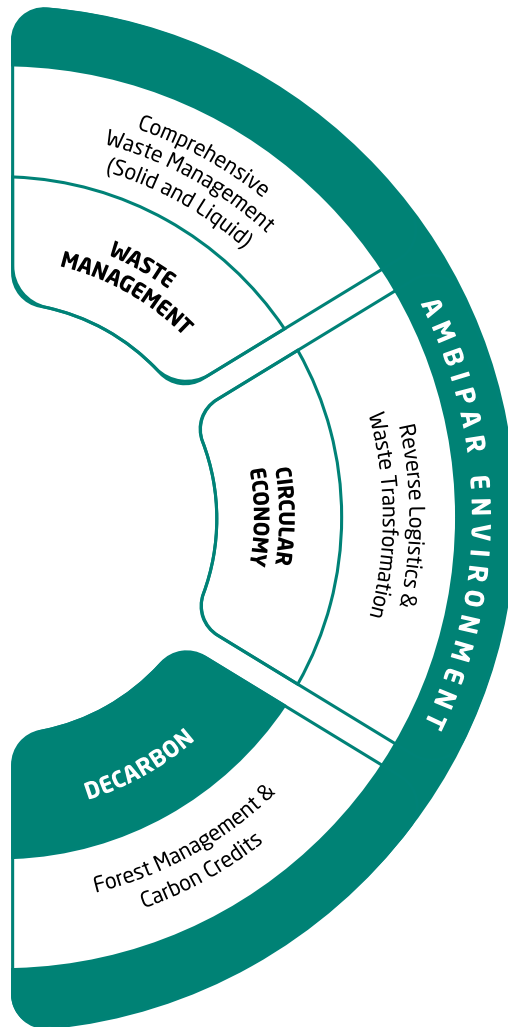 Comprehensive
Waste Management
(Solid and Liquid)
WASTE
MANAGEMENT
AMBIPAR ENVIRONMENT
Reverse Logistics &
Waste Transformation
CIRCULAR
ECONOMY
DECARBON
Forest Management &
Carbon Credits